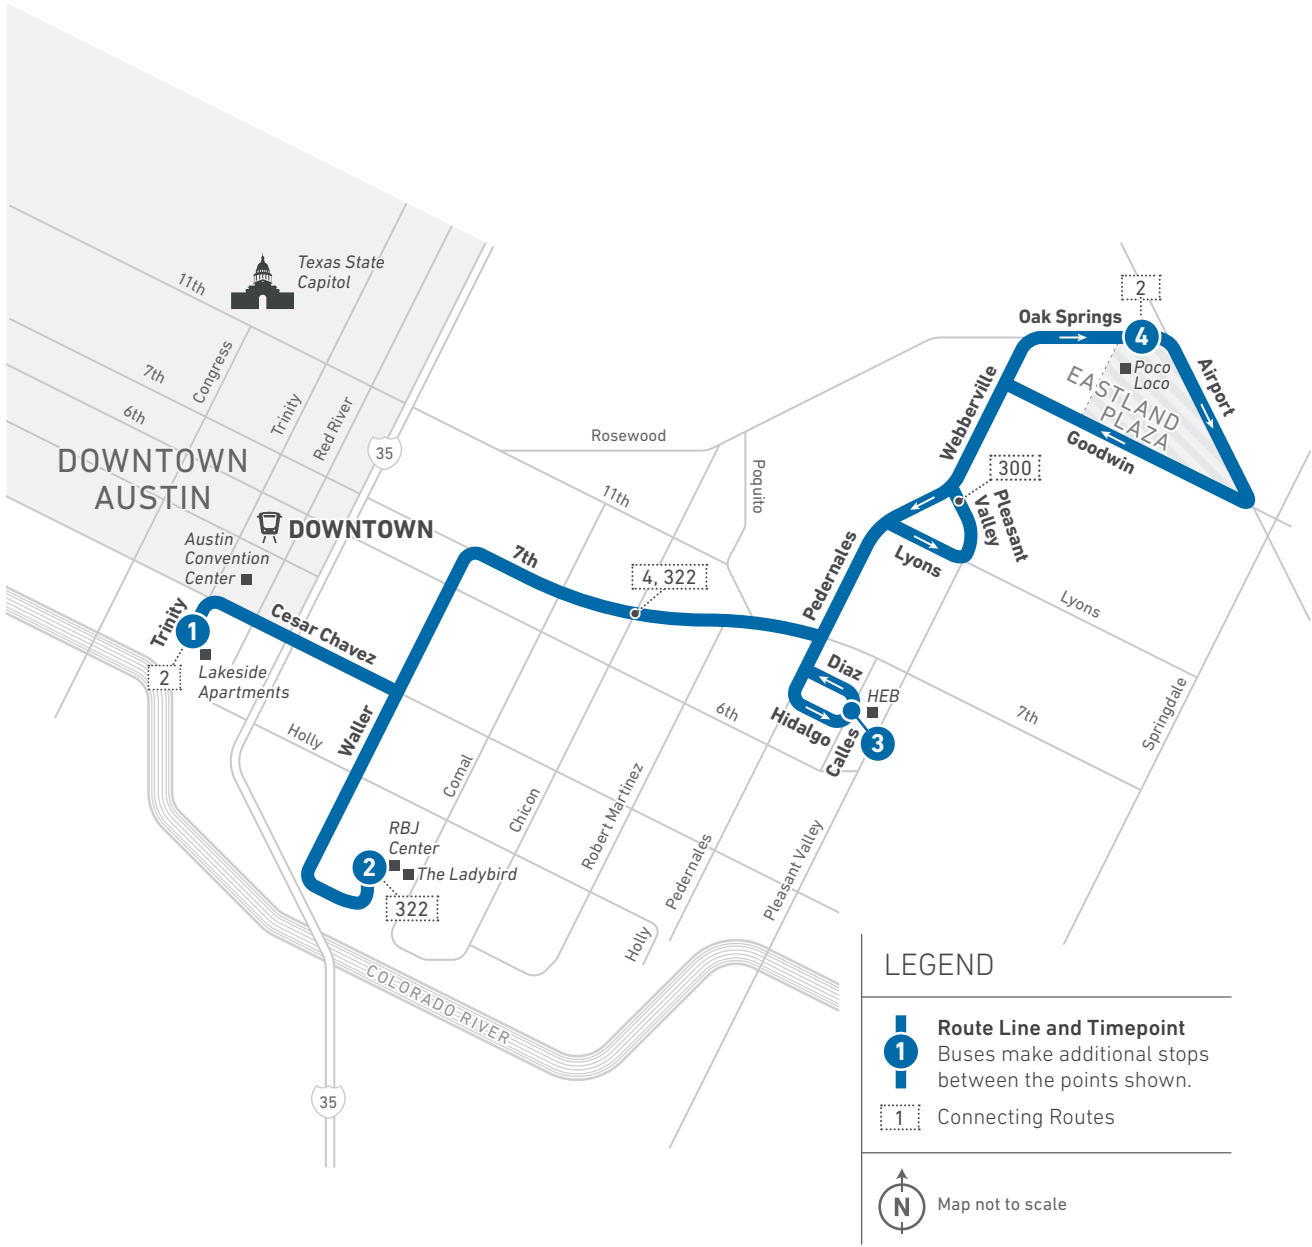 Texas State
Capitol
11th
7th
6th
Congress
Trinity
Red River
35
DOWNTOWN
AUSTIN
DOWNTOWN
Austin
Convention
Center
Trinity
1
2
Lakeside
Apartments
Cesar Chavez
Holly
Waller
RBJ
Center
2
The Ladybird
322
7th
4, 322
Rosewood
11th
Poquito
Comal
Chicon
Robert Martinez
Pedernales
Pleasant Valley
Holly
6th
Pedernales
Diaz
Hidalgo
Calles
HEB
3
7th
Springdale
Lyons
Lyons
Pleasant
Valley
300
Webberville
Oak Springs
2
4
Poco
Loco
EASTLAND
PLAZA
Airport
Goodwin
COLORADO RIVER
35
LEGEND
1
Route Line and Timepoint
Buses make additional stops
between the points shown.
1
Connecting Routes
N
Map not to scale